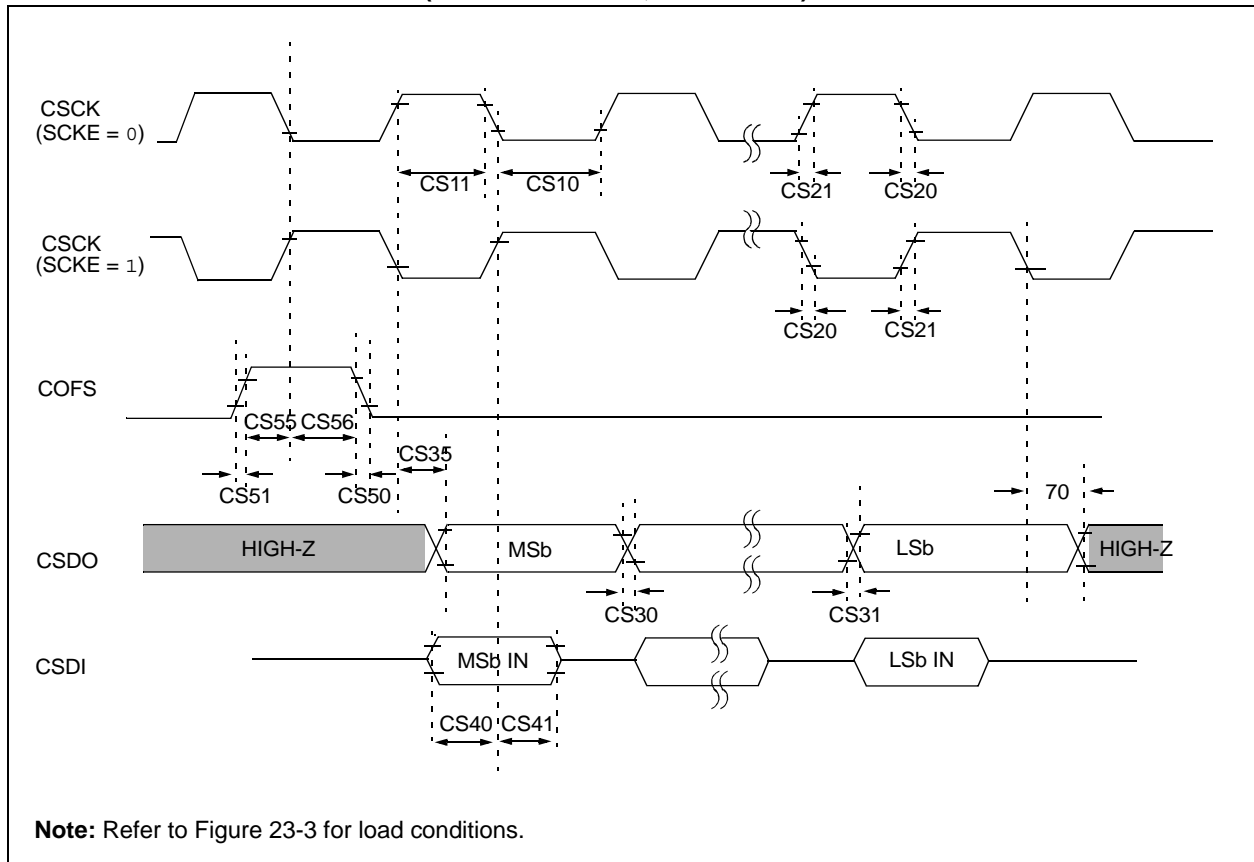 CSCK
(SCKE = 0)
CS11 CS10 CS21 CS20
CSCK
(SCKE = 1)
CS20 CS21
COFS
CS55 CS56
CS35
CS51 CS50 70
CSDO HIGH-Z MSb LSb HIGH-Z
CS30 CS31
CSDI MSb IN LSb IN
CS40 CS41
Note: Refer to Figure 23-3 for load conditions.